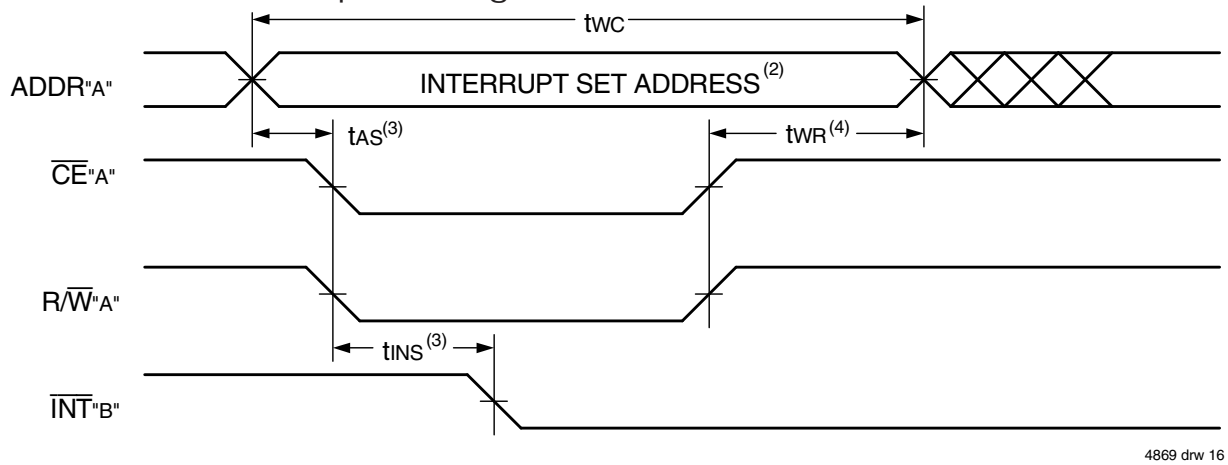 tWC
ADDR"A"
INTERRUPT SET ADDRESS(2)
tAS(3)
tWR(4)
CE"A"
R/W"A"
tINS(3)
INT"B"
4869 drw 16